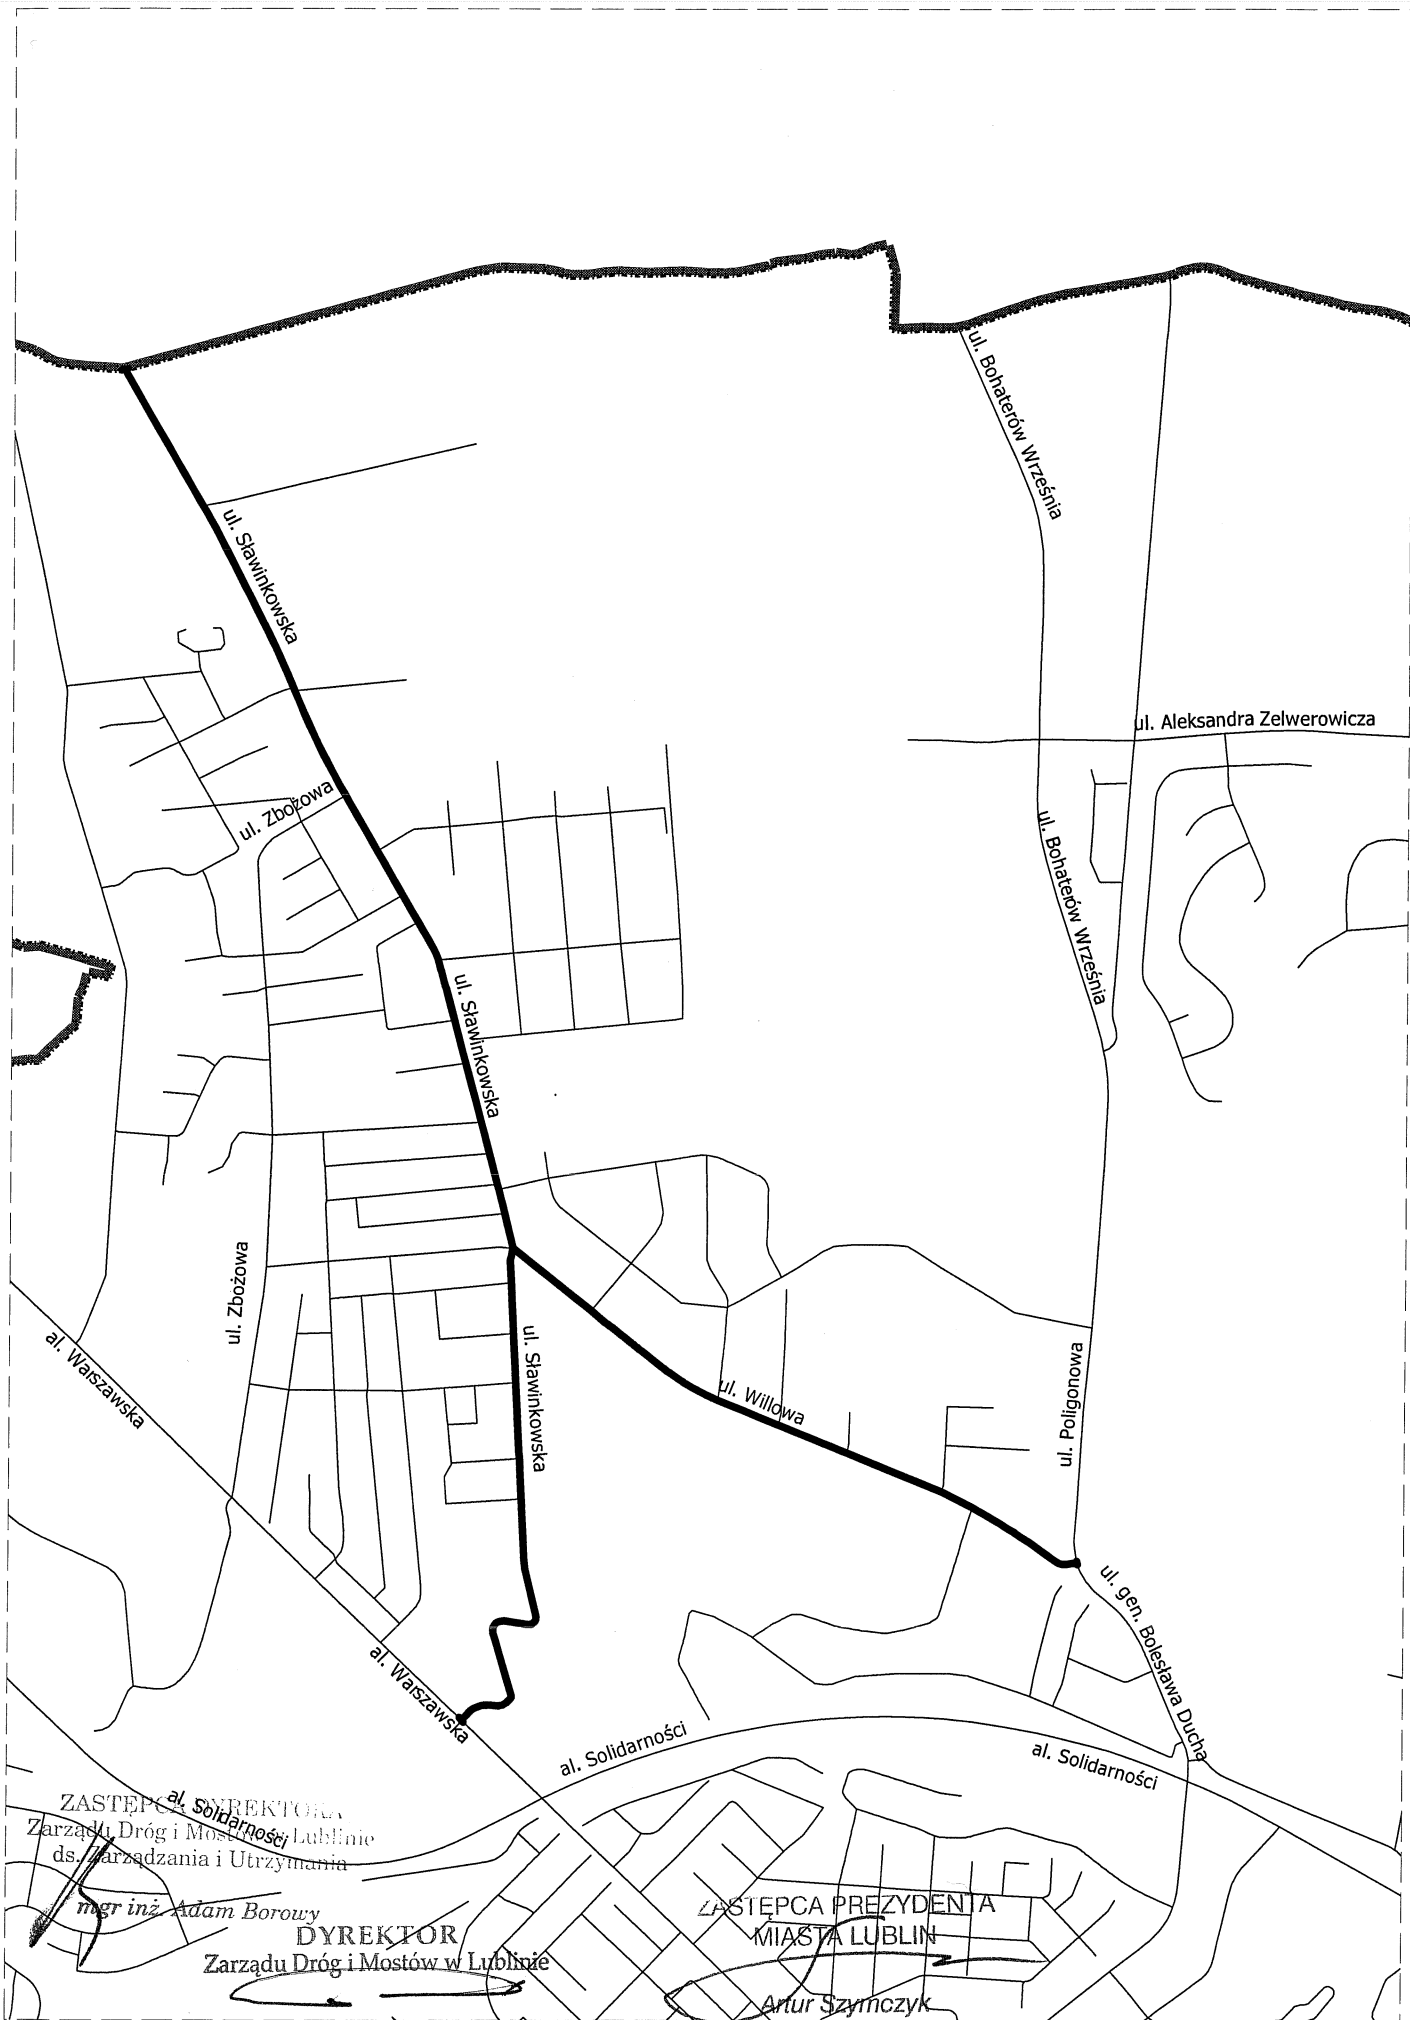 ul. Bohaterów Września
ul. Sławinkowska
ul. Aleksandra Zelwerowicza
ul. Zbożowa
ul. Bohaterów Września
ul. Sławinkowska
ul. Zbożowa
al. Warszawska
ul. Sławinkowska
ul. Willowa
ul. Poligonowa
ul. gen. Bolesława Ducha
al. Warszawska
al. Solidarności
al. Solidarności
al. Solidarności
ZASTĘPCA DYREKTORA
Zarządu Dróg i Mostów w Lublinie
ds. Zarządzania i Utrzymania
mgr inż. Adam Borowy
DYREKTOR
Zarządu Dróg i Mostów w Lublinie
ZASTĘPCA PREZYDENTA
MIASTA LUBLIN
Artur Szymczyk